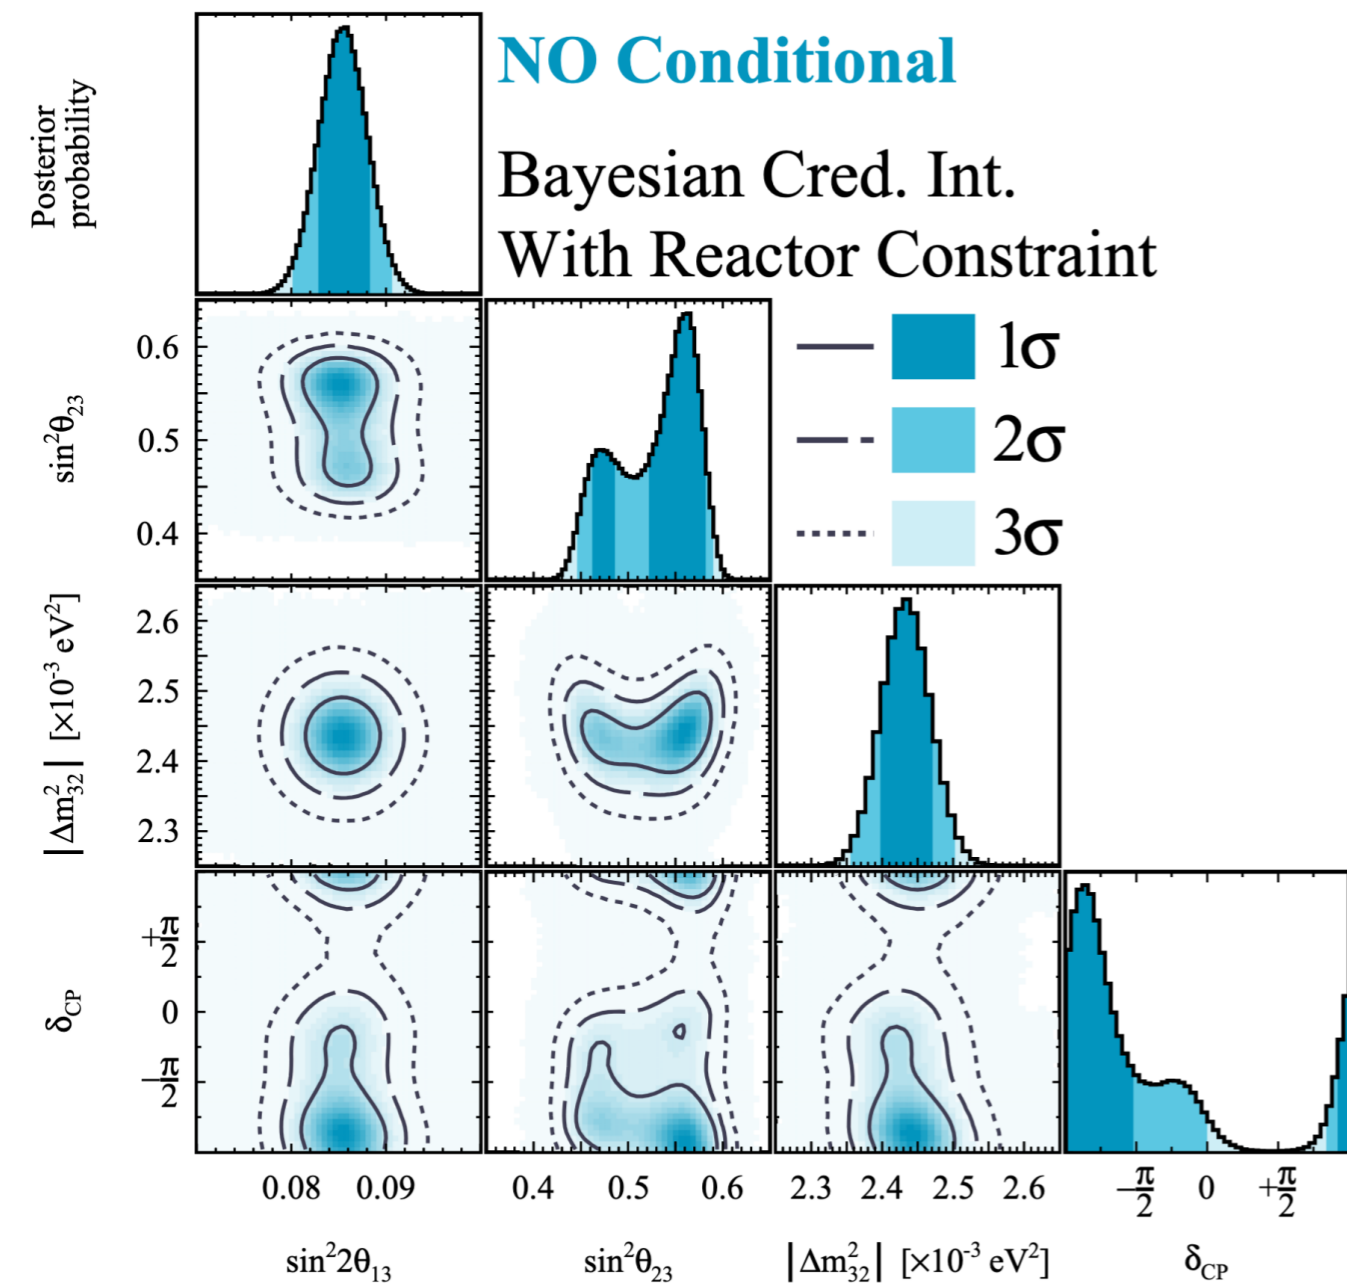 NO Conditional
Bayesian Cred. Int.
With Reactor Constraint
Posterior
probability
1σ
2σ
3σ
0.6
0.5
0.4
sin²θ₂₃
2.6
2.5
2.4
2.3
|Δm²₃₂| [×10⁻³ eV²]
+π/2
0
−π/2
δCP
0.08 0.09
0.4 0.5 0.6
2.3 2.4 2.5 2.6
−π/2 0 +π/2
sin²2θ₁₃
sin²θ₂₃
|Δm²₃₂| [×10⁻³ eV²]
δCP